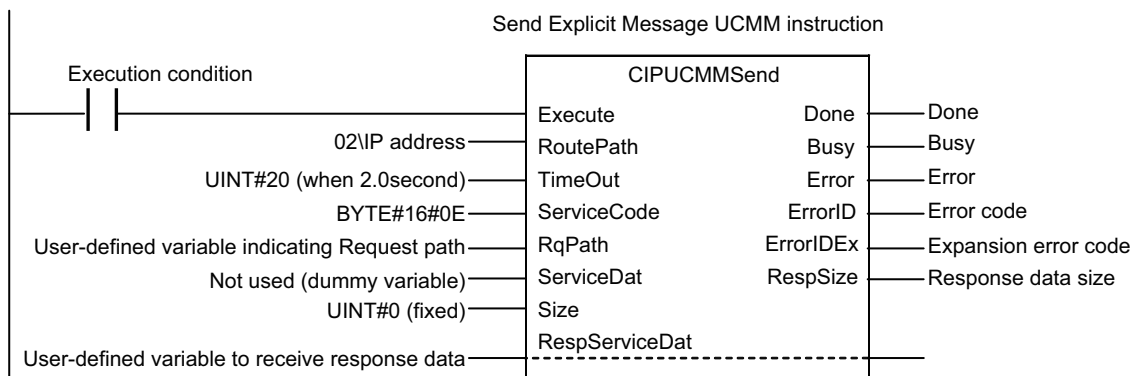 Send Explicit Message UCMM instruction
Execution condition
CIPUCMMSend
Execute Done Done
02\IP address RoutePath Busy Busy
UINT#20 (when 2.0second) TimeOut Error Error
BYTE#16#0E ServiceCode ErrorID Error code
User-defined variable indicating Request path RqPath ErrorIDEx Expansion error code
Not used (dummy variable) ServiceDat RespSize Response data size
UINT#0 (fixed) Size
RespServiceDat
User-defined variable to receive response data